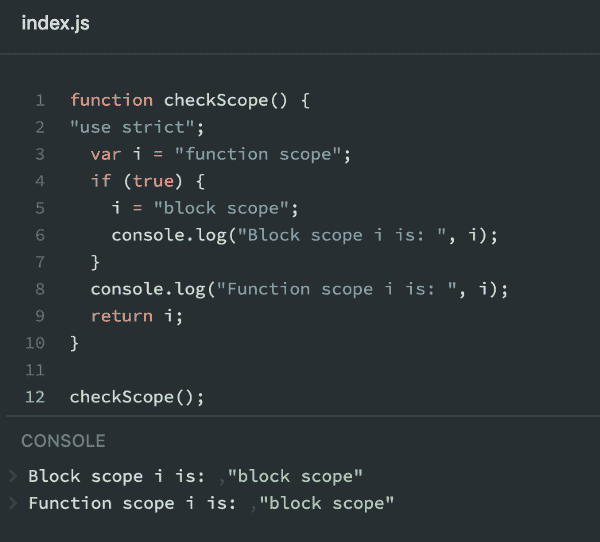 index.js
1 function checkScope() {
2 "use strict";
3   var i = "function scope";
4   if (true) {
5     i = "block scope";
6     console.log("Block scope i is: ", i);
7   }
8   console.log("Function scope i is: ", i);
9   return i;
10 }
11
12 checkScope();
CONSOLE
> Block scope i is: ,"block scope"
> Function scope i is: ,"block scope"